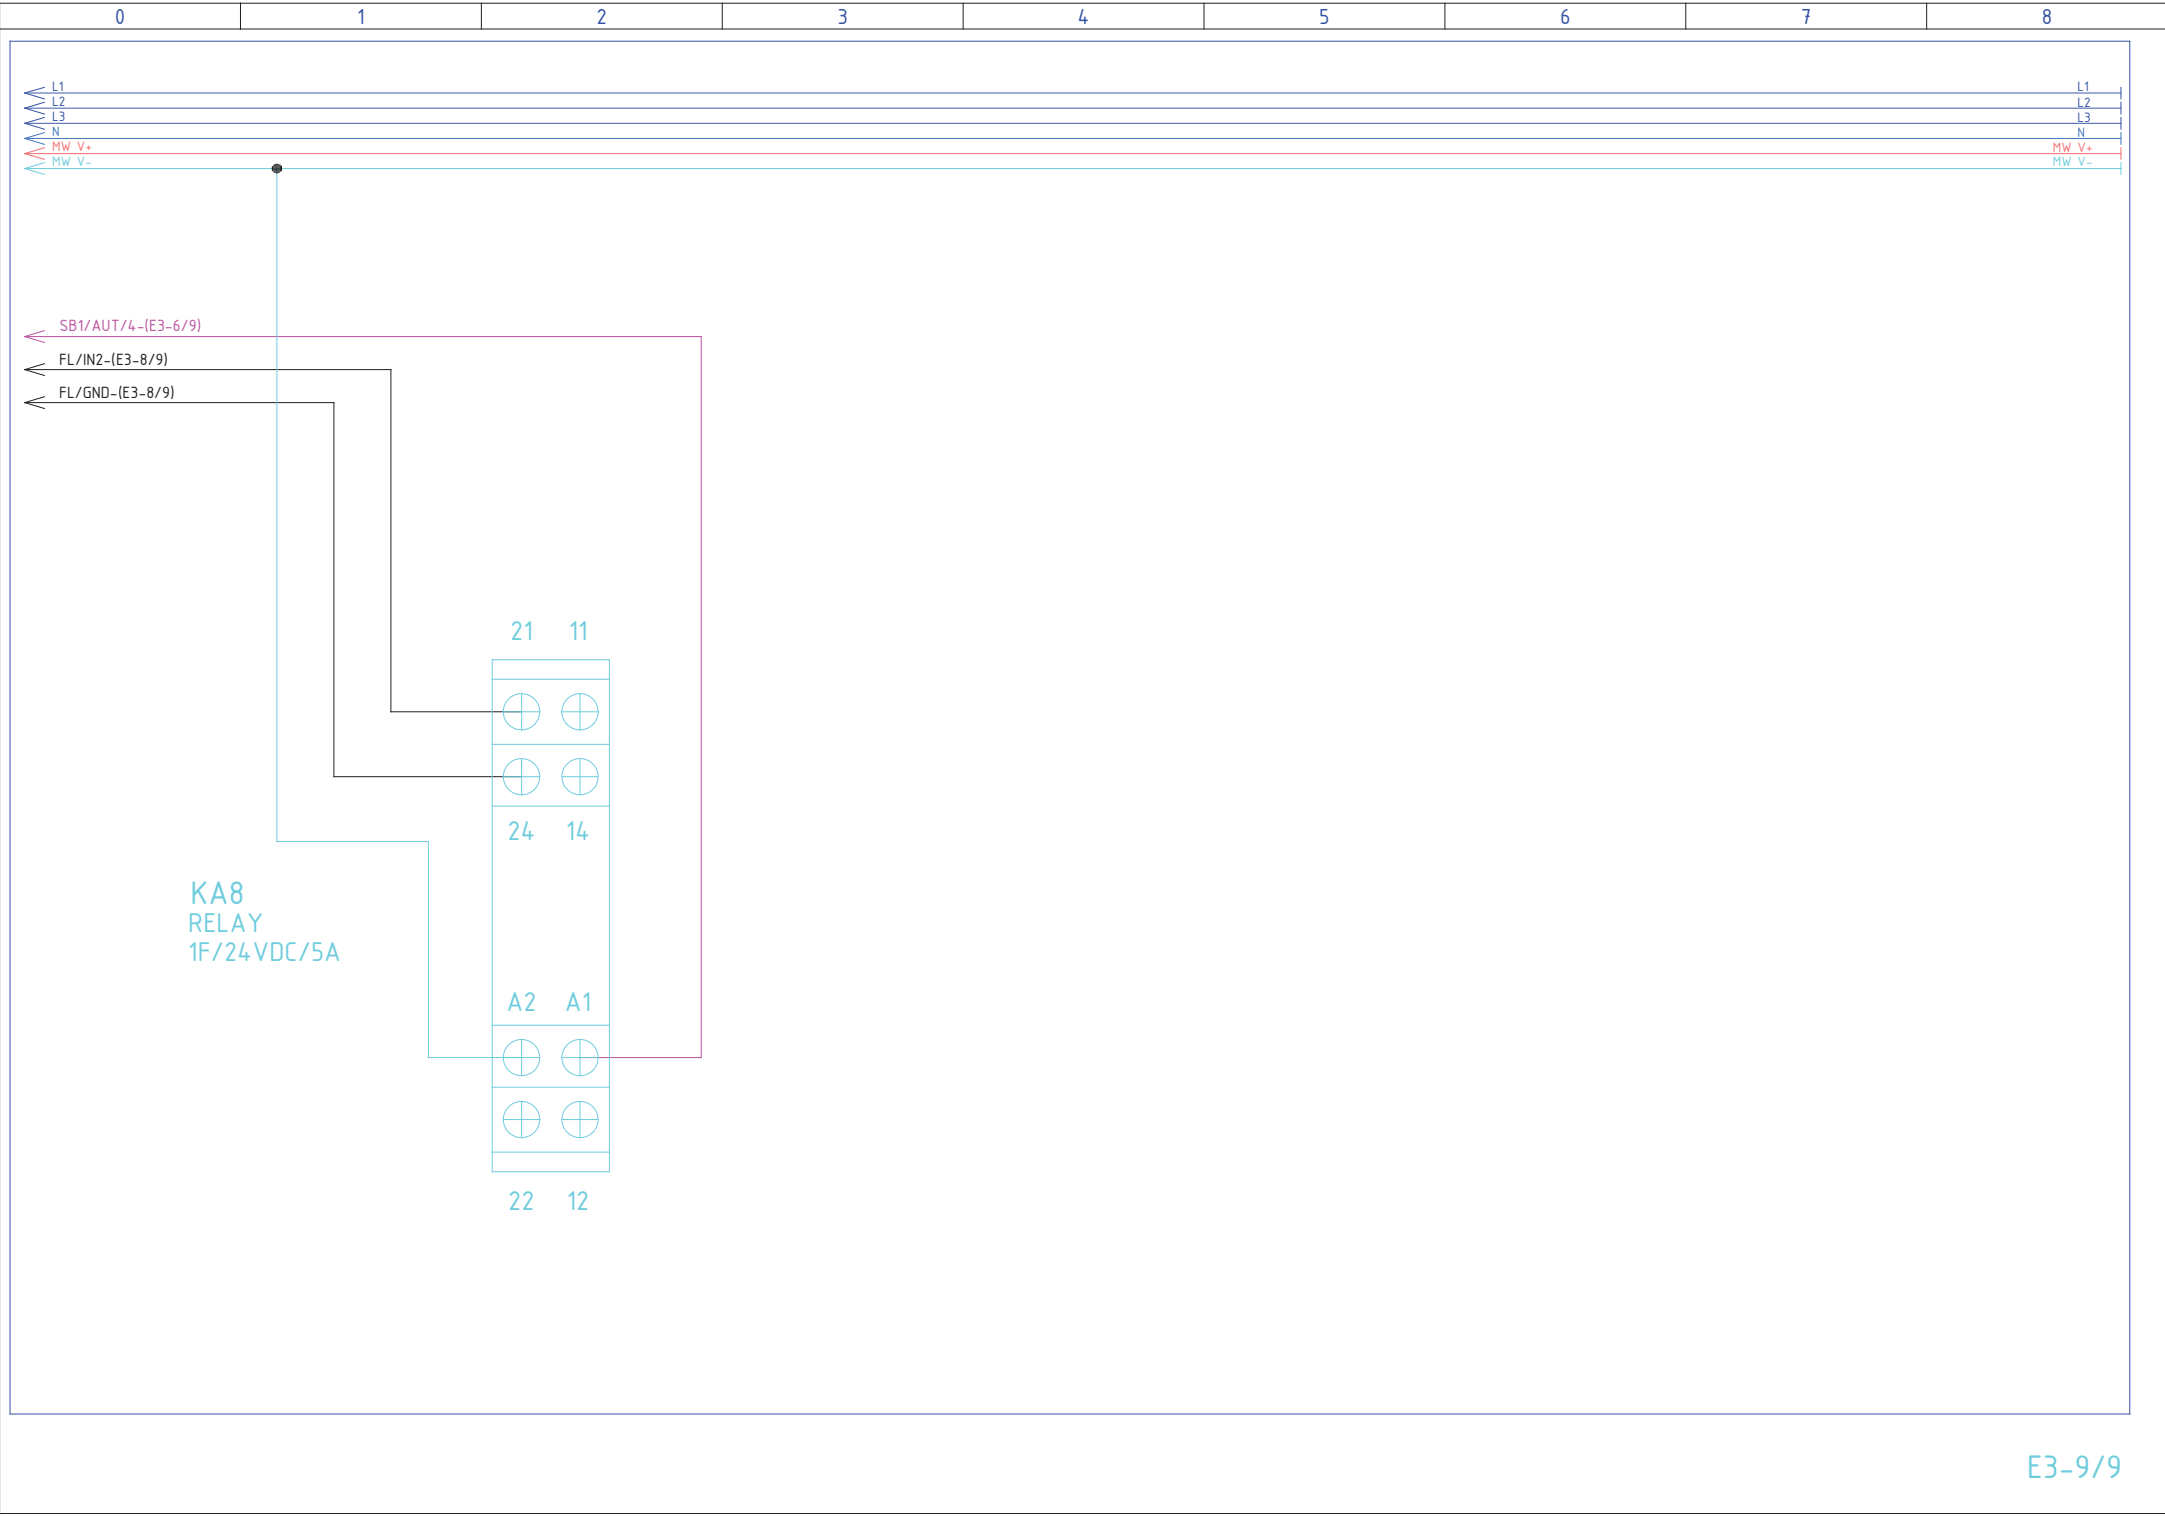 0 1 2 3 4 5 6 7 8
L1 L1
L2 L2
L3 L3
N N
MW V+ MW V+
MW V- MW V-
SB1/AUT/4-(E3-6/9)
FL/IN2-(E3-8/9)
FL/GND-(E3-8/9)
21 11
24 14
KA8
RELAY
1F/24VDC/5A
A2 A1
22 12
E3-9/9